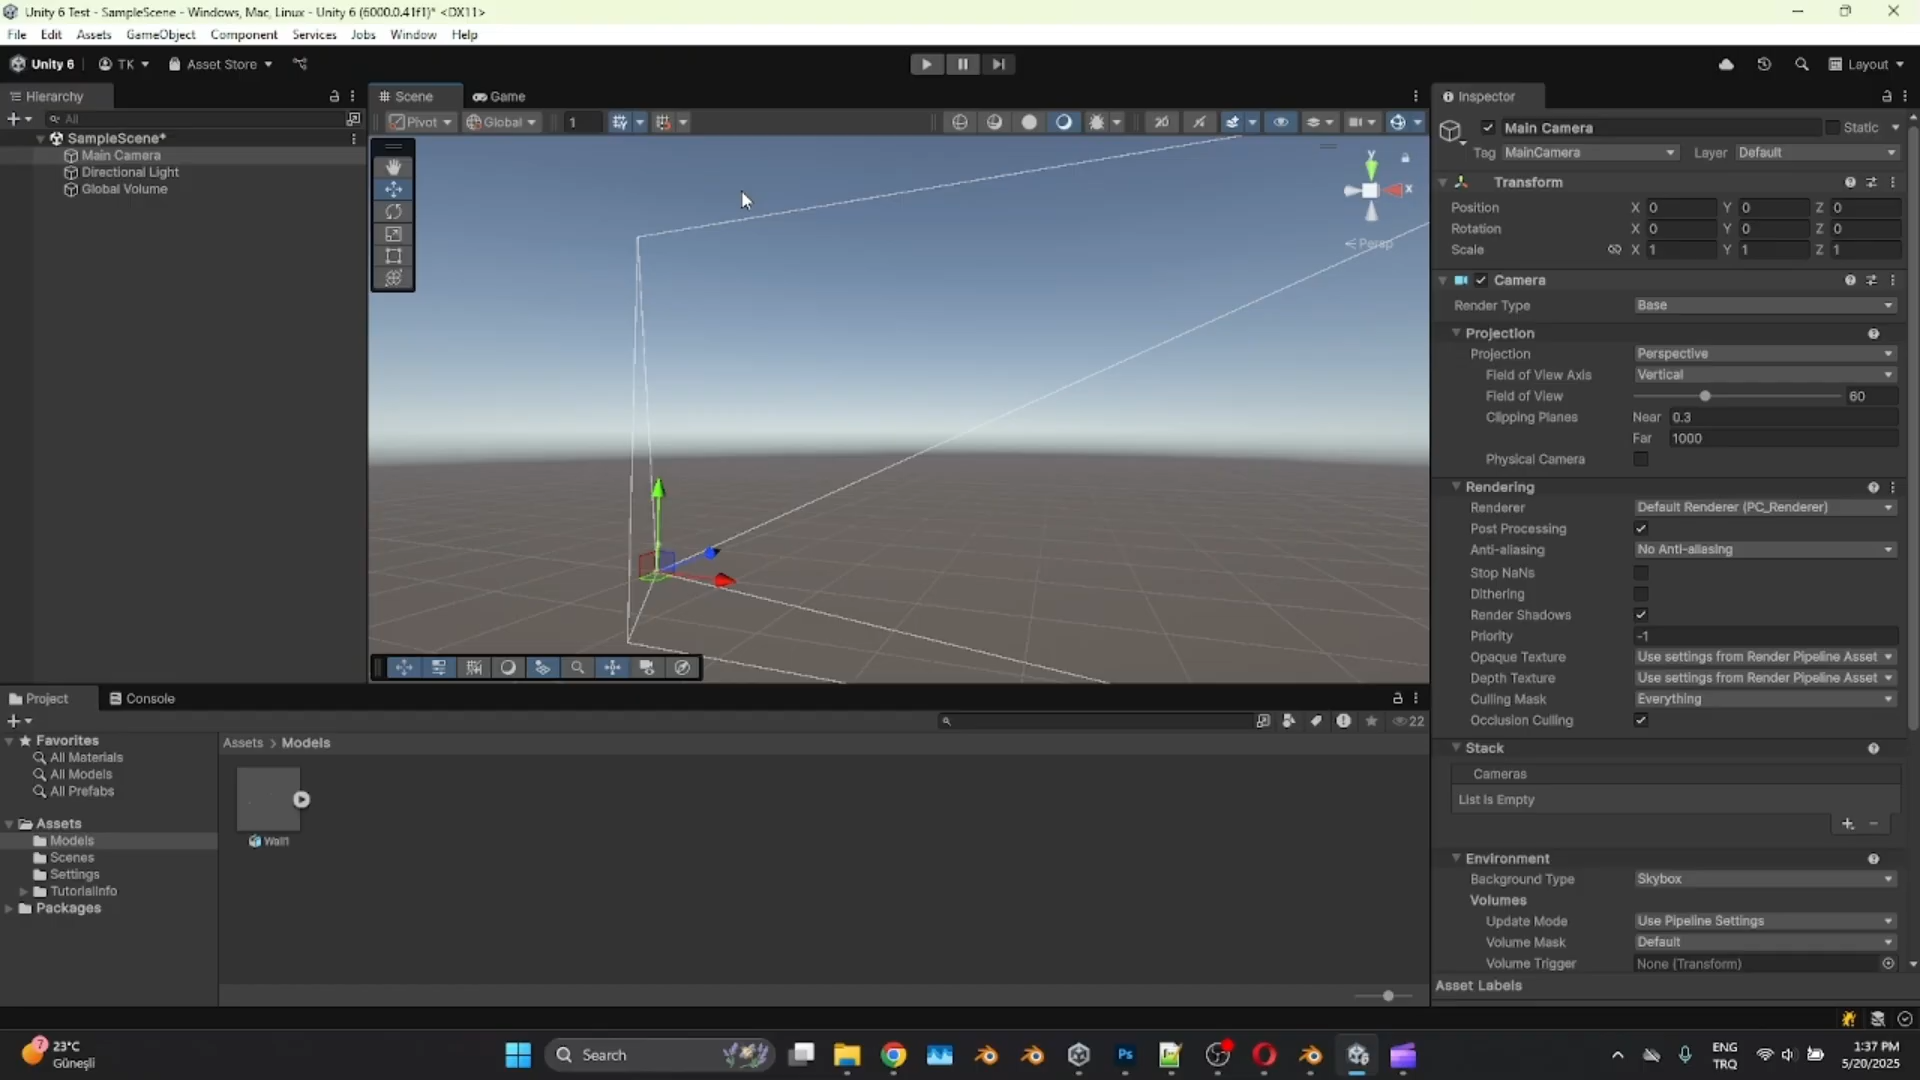 Unity 6 Test - SampleScene - Windows, Mac, Linux - Unity 6 (6000.0.41f1)* <DX11>
File Edit Assets GameObject Component Services Jobs Window Help
Unity 6 TK Asset Store Layout
Hierarchy
All
SampleScene*
Main Camera
Directional Light
Global Volume
Scene Game
Pivot Global 1
Y
X
Persp
Inspector
Main Camera Static
Tag MainCamera Layer Default
Transform
Position X 0 Y 0 Z 0
Rotation X 0 Y 0 Z 0
Scale X 1 Y 1 Z 1
Camera
Render Type Base
Projection
Projection Perspective
Field of View Axis Vertical
Field of View 60
Clipping Planes Near 0.3
Far 1000
Physical Camera
Rendering
Renderer Default Renderer (PC_Renderer)
Post Processing
Anti-aliasing No Anti-aliasing
Stop NaNs
Dithering
Render Shadows
Priority -1
Opaque Texture Use settings from Render Pipeline Asset
Depth Texture Use settings from Render Pipeline Asset
Culling Mask Everything
Occlusion Culling
Stack
Cameras
List Is Empty
Environment
Background Type Skybox
Volumes
Update Mode Use Pipeline Settings
Volume Mask Default
Volume Trigger None (Transform)
Asset Labels
Project Console
22
Favorites
All Materials
All Models
All Prefabs
Assets
Models
Scenes
Settings
TutorialInfo
Packages
Assets > Models
Wall1
7
23°C
Güneşli
Search
Ps
ENG
TRQ
1:37 PM
5/20/2025